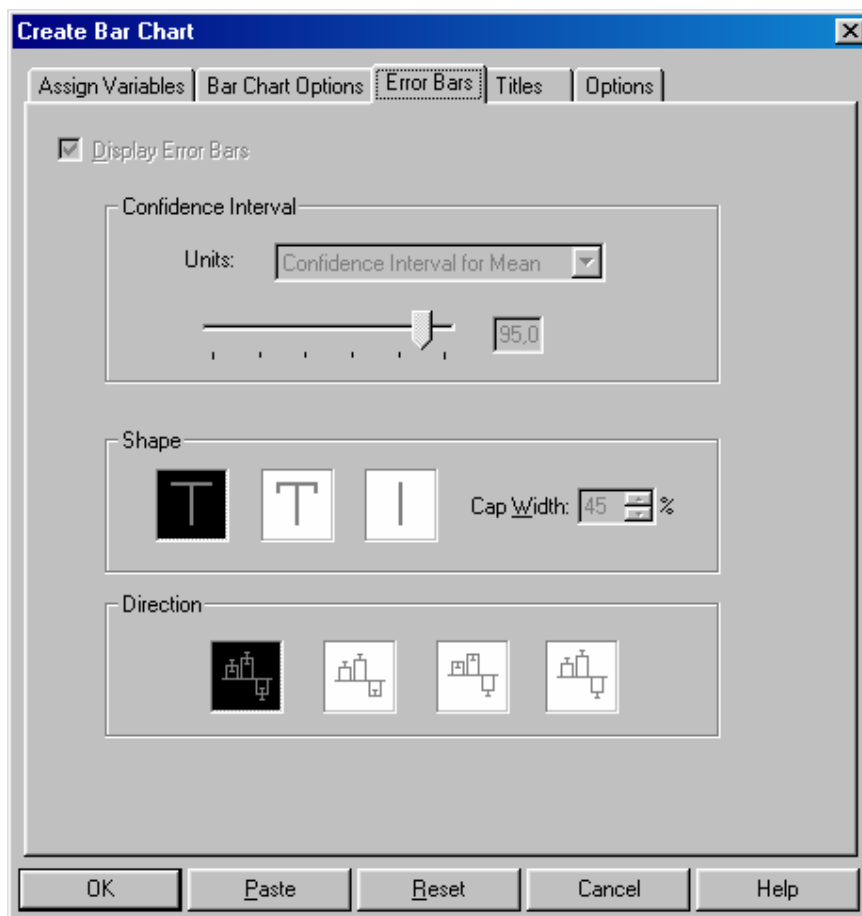 Create Bar Chart
Assign Variables Bar Chart Options Error Bars Titles Options
Display Error Bars
Confidence Interval
Units: Confidence Interval for Mean
95,0
Shape
Cap Width: 45 %
Direction
OK Paste Reset Cancel Help